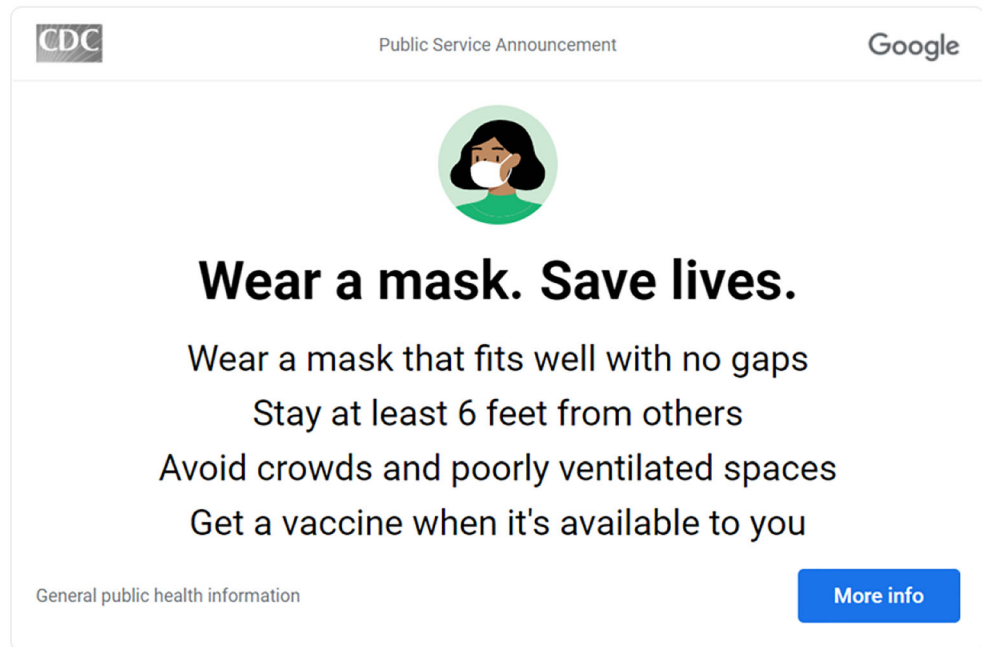 CDC
Public Service Announcement
Google
Wear a mask. Save lives.
Wear a mask that fits well with no gaps
Stay at least 6 feet from others
Avoid crowds and poorly ventilated spaces
Get a vaccine when it's available to you
General public health information
More info